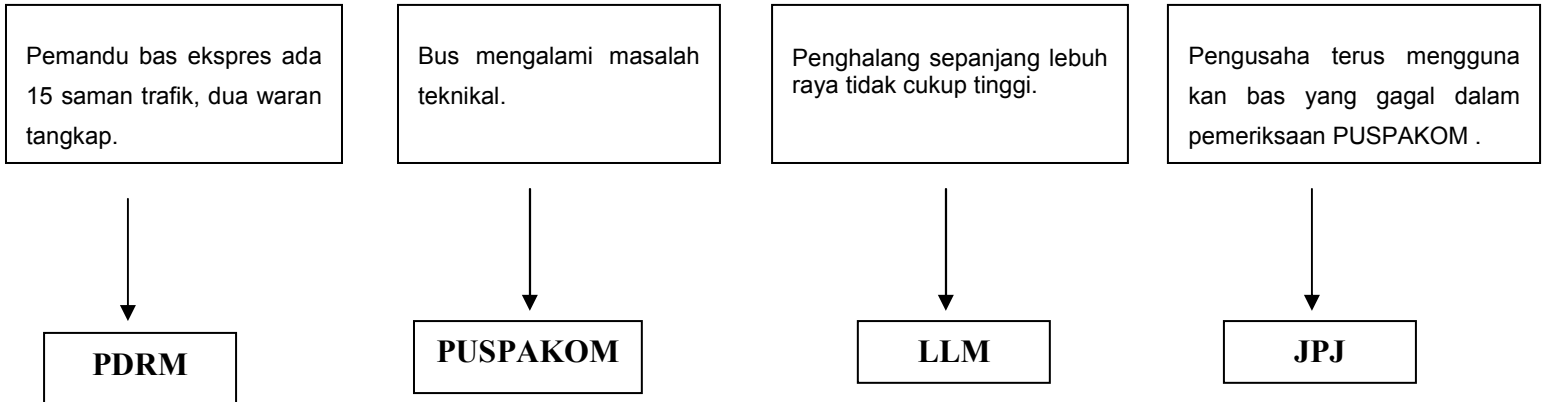 Pemandu bas ekspres ada
15 saman trafik, dua waran
tangkap.
Bus mengalami masalah
teknikal.
Penghalang sepanjang lebuh
raya tidak cukup tinggi.
Pengusaha terus mengguna
kan bas yang gagal dalam
pemeriksaan PUSPAKOM .
PDRM
PUSPAKOM
LLM
JPJ